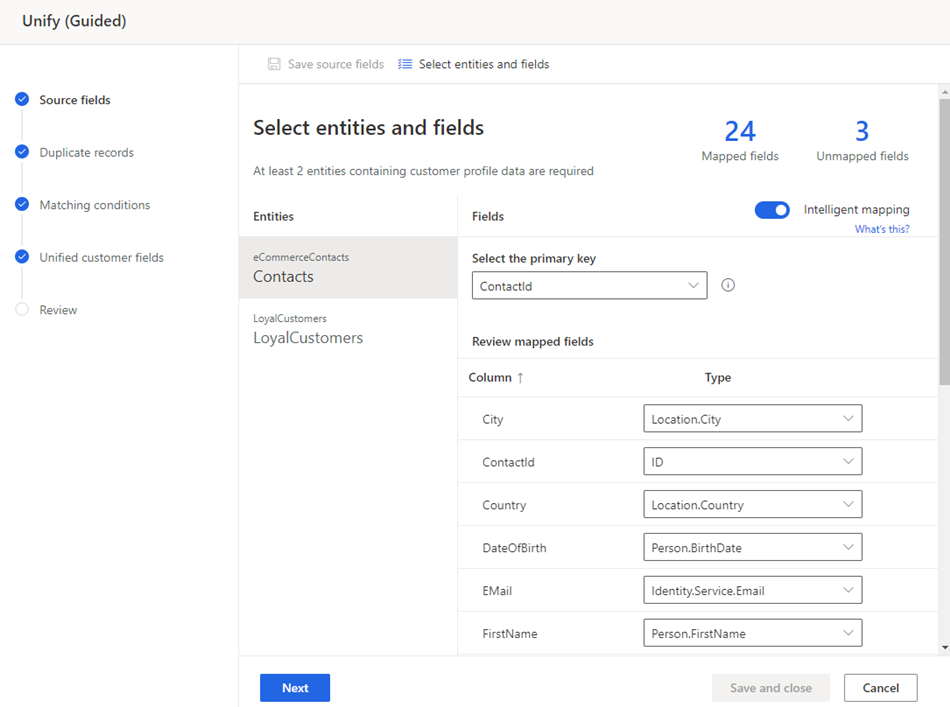 Unify (Guided)
Source fields
Duplicate records
Matching conditions
Unified customer fields
Review
Save source fields
Select entities and fields
Select entities and fields
At least 2 entities containing customer profile data are required
24
Mapped fields
3
Unmapped fields
Entities
eCommerceContacts
Contacts
LoyalCustomers
LoyalCustomers
Fields
Intelligent mapping
What's this?
Select the primary key
ContactId
Review mapped fields
Column ↑ Type
City Location.City
ContactId ID
Country Location.Country
DateOfBirth Person.BirthDate
EMail Identity.Service.Email
FirstName Person.FirstName
Next
Save and close
Cancel